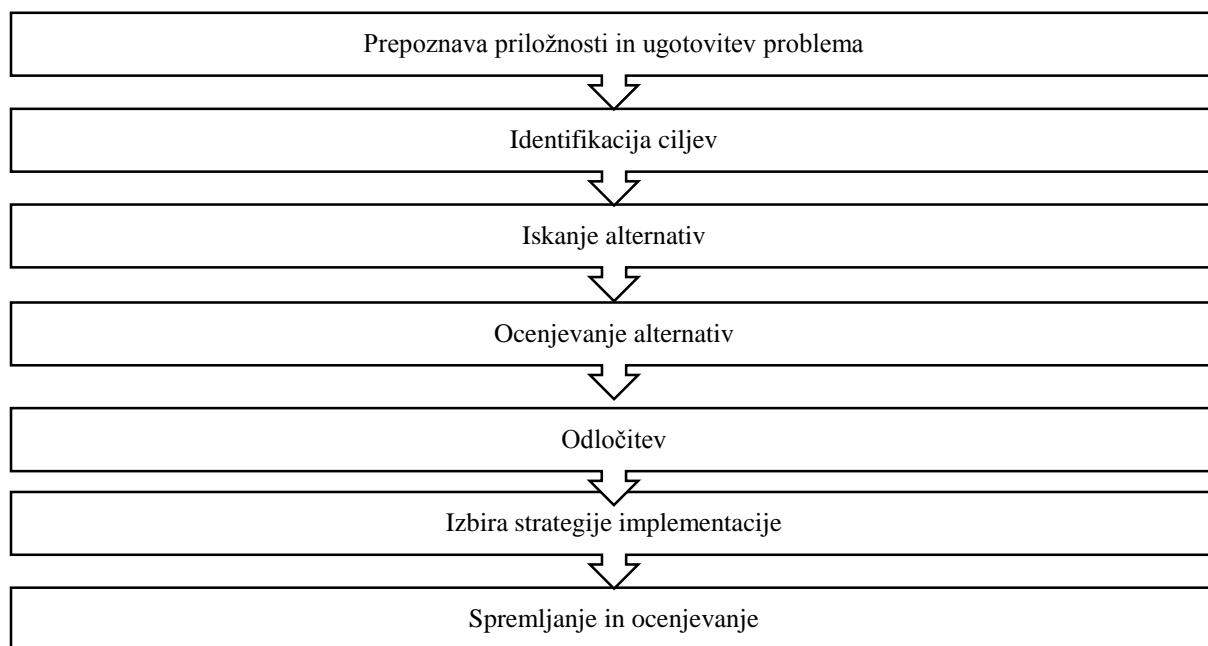 Prepoznava priložnosti in ugotovitev problema
Identifikacija ciljev
Iskanje alternativ
Ocenjevanje alternativ
Odločitev
Izbira strategije implementacije
Spremljanje in ocenjevanje